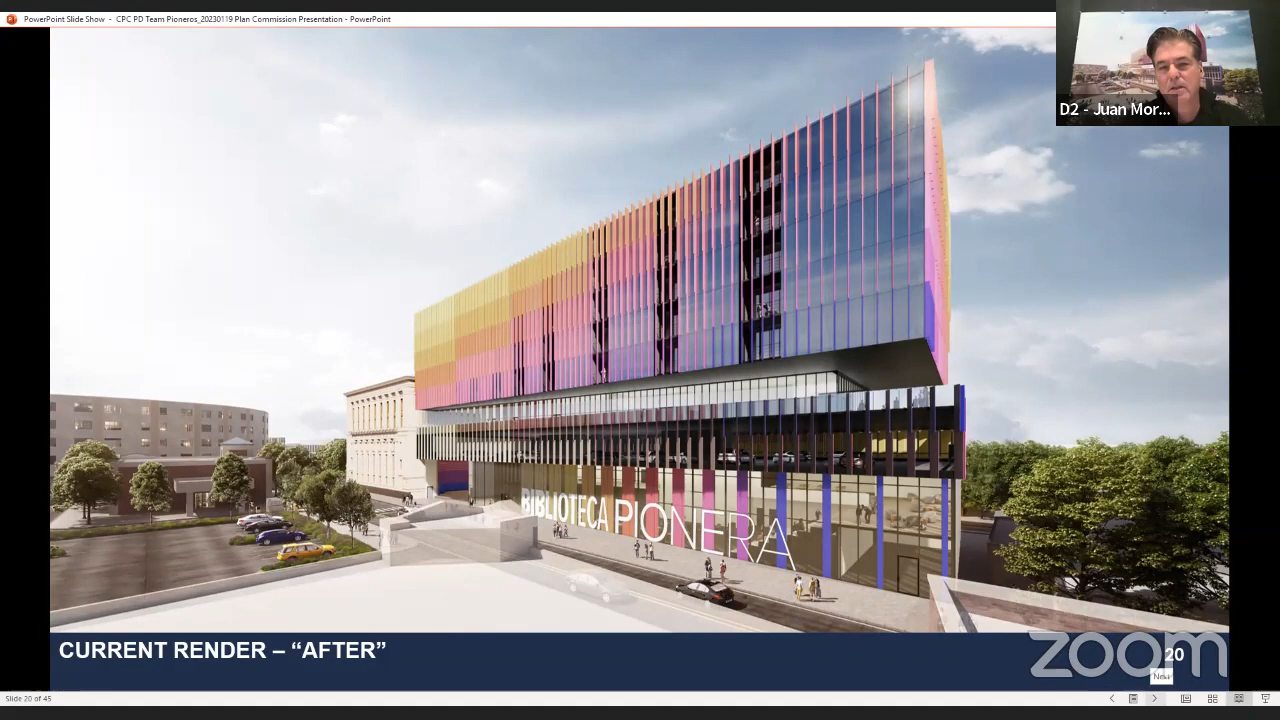 PowerPoint Slide Show - CPC PD Team Pioneros_20230119 Plan Commission Presentation - PowerPoint
D2 - Juan Mor...
BIBLIOTECA PIONERA
CURRENT RENDER – “AFTER”
20
zoom
Next
Slide 20 of 45